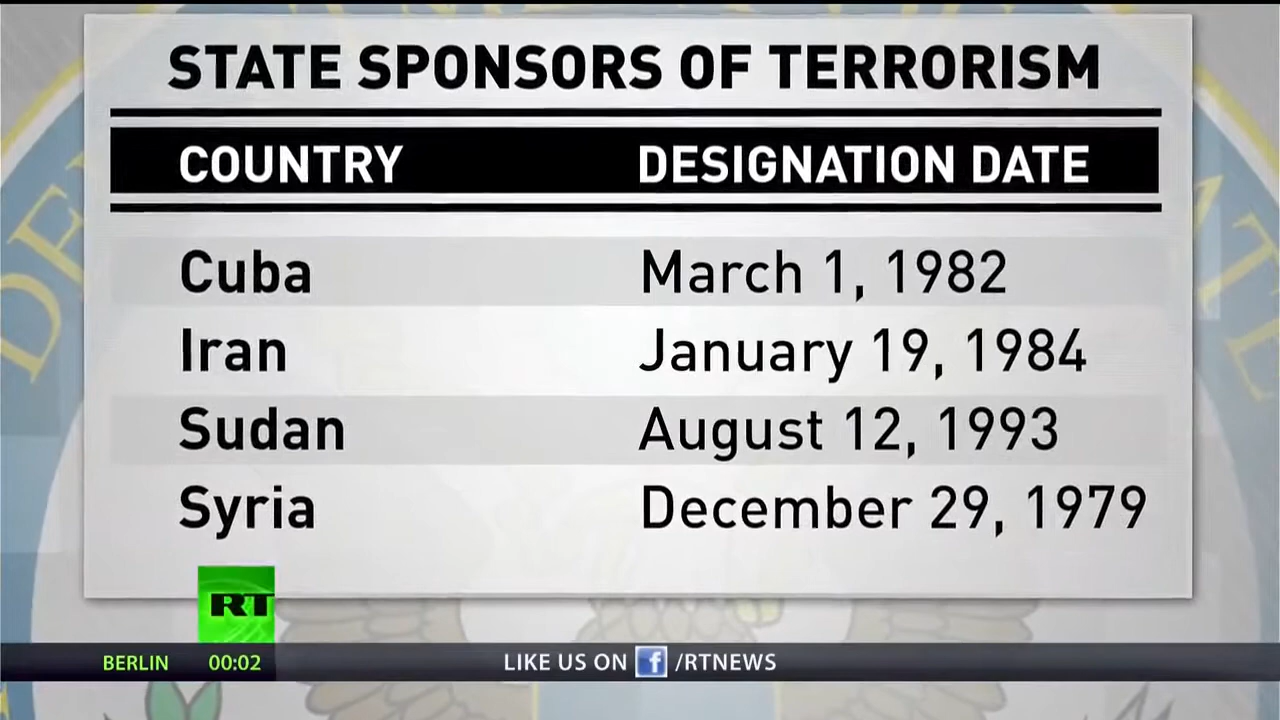 STATE SPONSORS OF TERRORISM
COUNTRY DESIGNATION DATE
Cuba March 1, 1982
Iran January 19, 1984
Sudan August 12, 1993
Syria December 29, 1979
RT
BERLIN 00:02 LIKE US ON f /RTNEWS